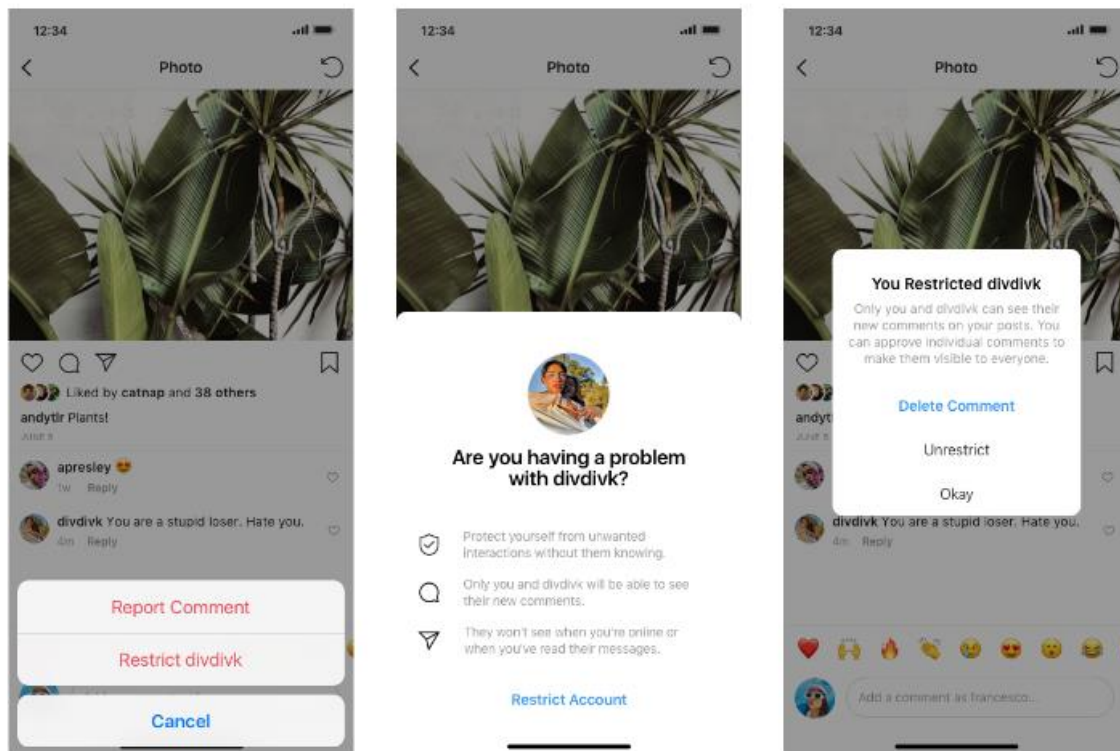 12:34
Photo
Liked by catnap and 38 others
andytlr Plants!
JUNE 5
apresley 😍
1w Reply
divdivk You are a stupid loser. Hate you.
4m Reply
Report Comment
Restrict divdivk
Cancel
12:34
Photo
Are you having a problem
with divdivk?
Protect yourself from unwanted
interactions without them knowing.
Only you and divdivk will be able to see
their new comments.
They won't see when you're online or
when you've read their messages.
Restrict Account
12:34
Photo
You Restricted divdivk
Only you and divdivk can see their
new comments on your posts. You
can approve individual comments to
make them visible to everyone.
Delete Comment
Unrestrict
Okay
divdivk You are a stupid loser. Hate you.
4m Reply
Add a comment as francesco...